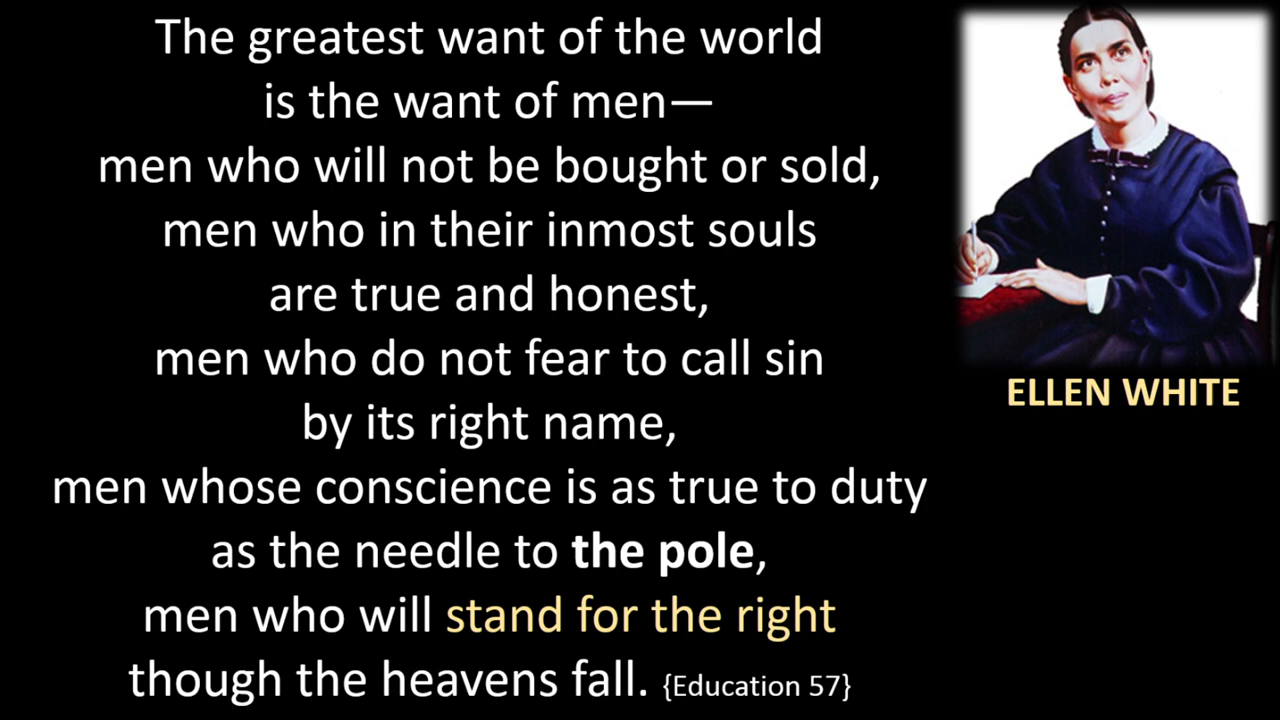 The greatest want of the world
is the want of men—
men who will not be bought or sold,
men who in their inmost souls
are true and honest,
men who do not fear to call sin
by its right name,
men whose conscience is as true to duty
as the needle to the pole,
men who will stand for the right
though the heavens fall. {Education 57}
ELLEN WHITE